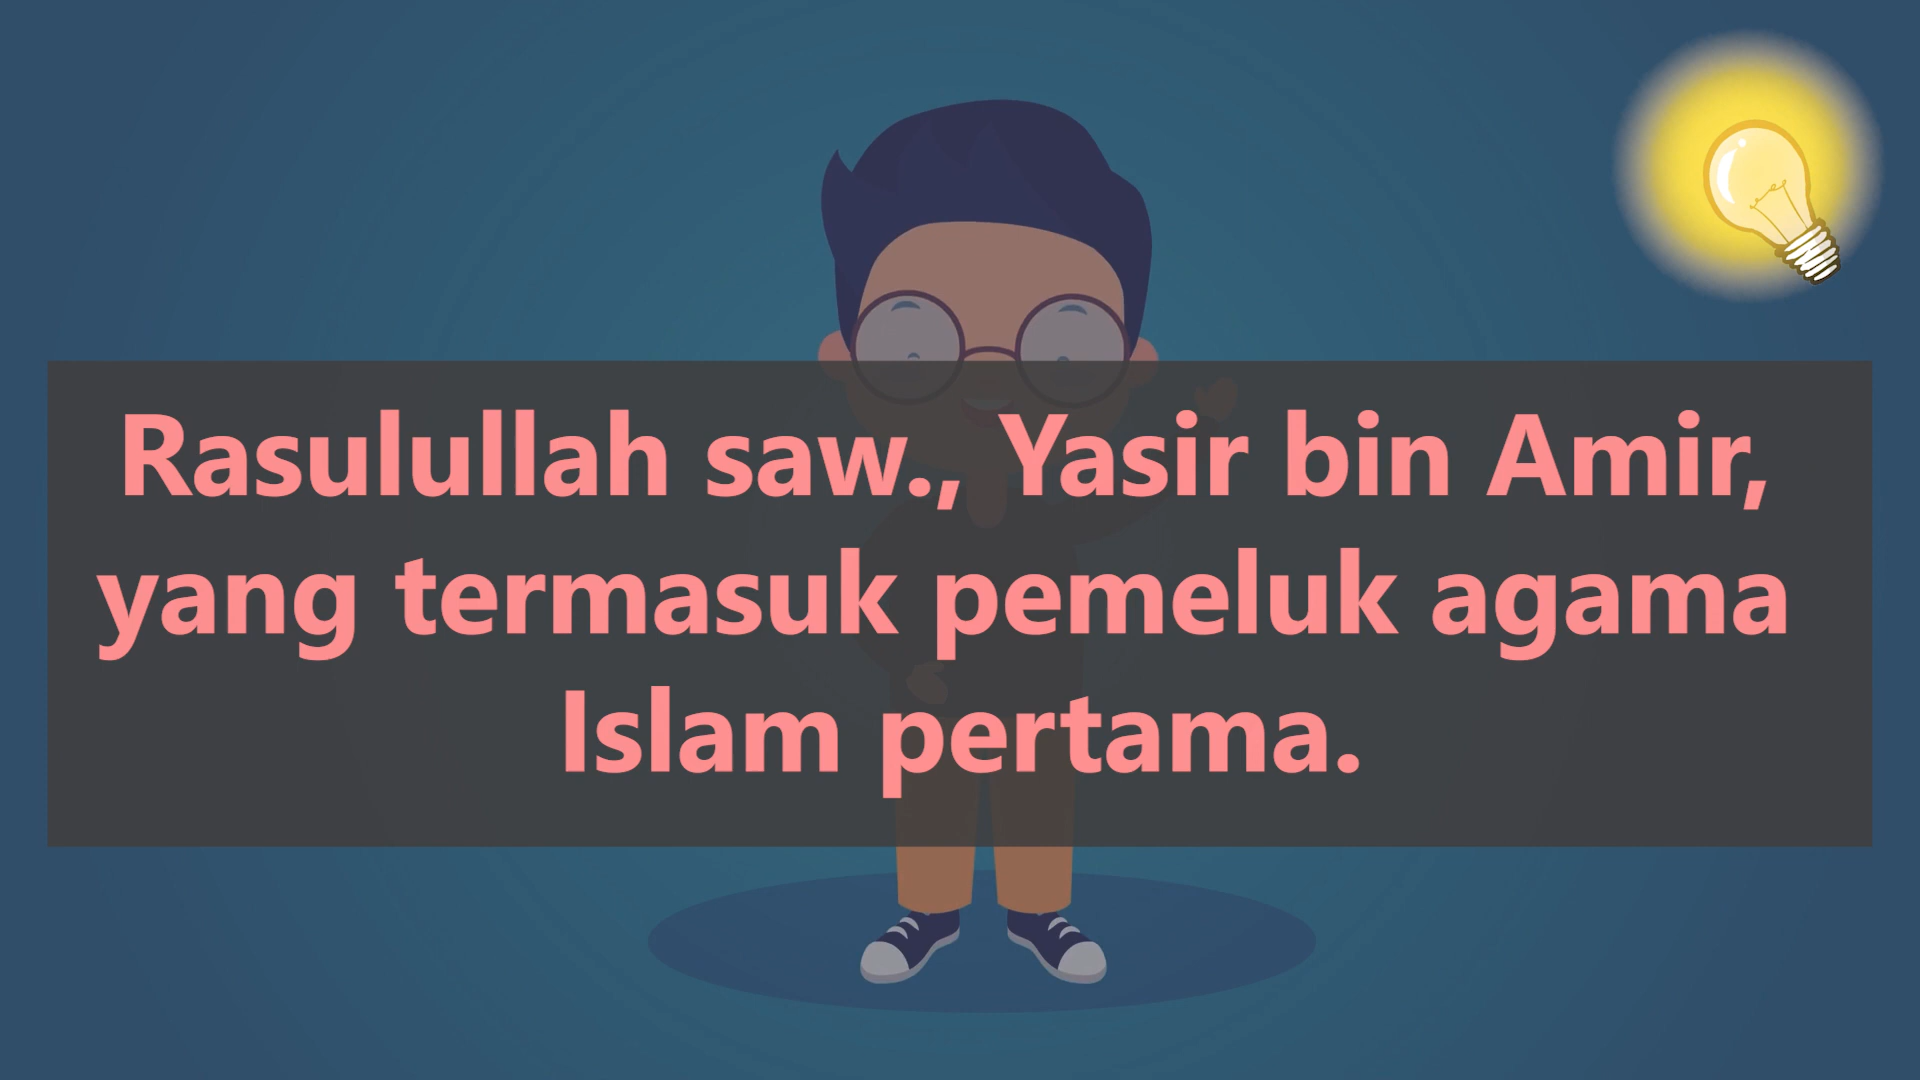 Rasulullah saw., Yasir bin Amir,
yang termasuk pemeluk agama
Islam pertama.